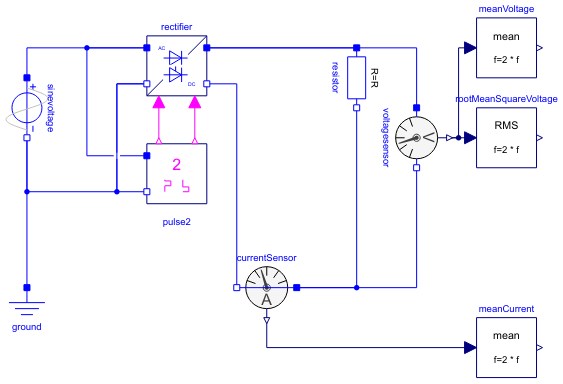 meanVoltage
mean
f=2 * f
rectifier
AC
DC
sinevoltage
+
–
resistor
R=R
voltagesensor
rootMeanSquareVoltage
RMS
f=2 * f
2
pulse2
currentSensor
A
ground
meanCurrent
mean
f=2 * f